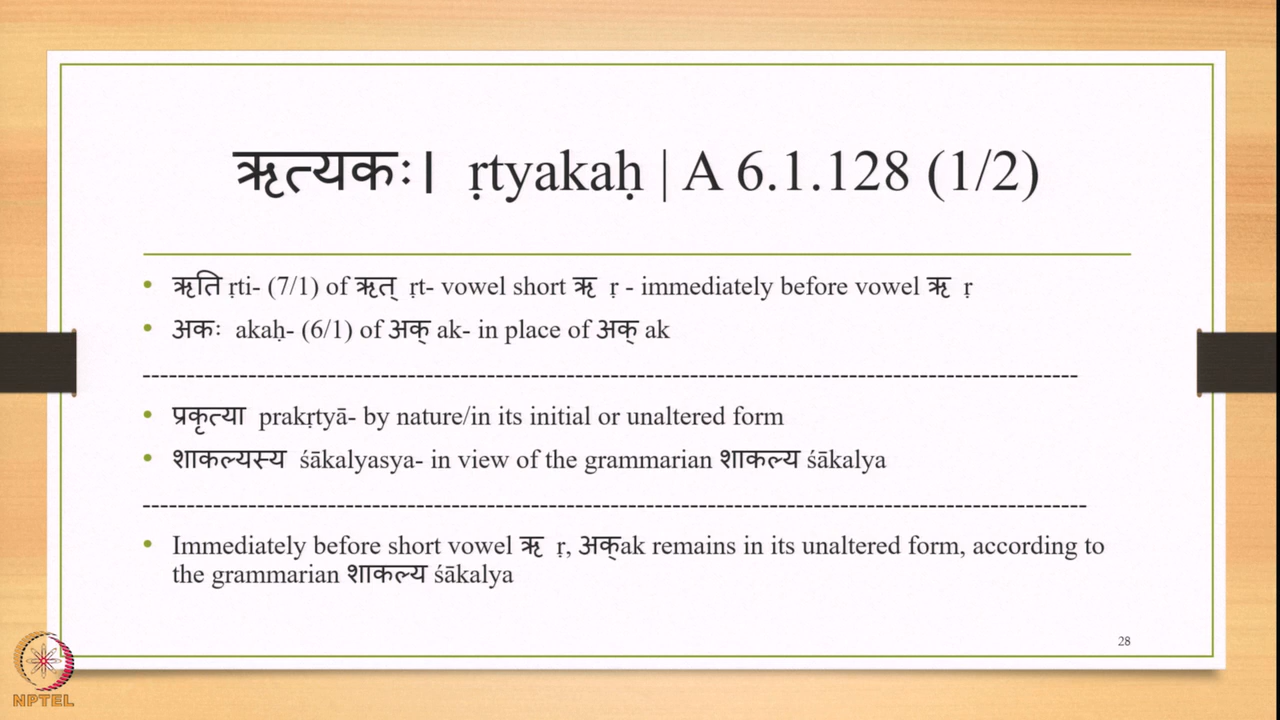 ऋत्यकः। ṛtyakaḥ | A 6.1.128 (1/2)
• ऋति ṛti- (7/1) of ऋत् ṛt- vowel short ऋ ṛ - immediately before vowel ऋ ṛ
• अकः akaḥ- (6/1) of अक् ak- in place of अक् ak
--------------------------------------------------------------------------------------------
• प्रकृत्या prakṛtyā- by nature/in its initial or unaltered form
• शाकल्यस्य śākalyasya- in view of the grammarian शाकल्य śākalya
---------------------------------------------------------------------------------------------
• Immediately before short vowel ऋ ṛ, अक्ak remains in its unaltered form, according to
the grammarian शाकल्य śākalya
28
NPTEL